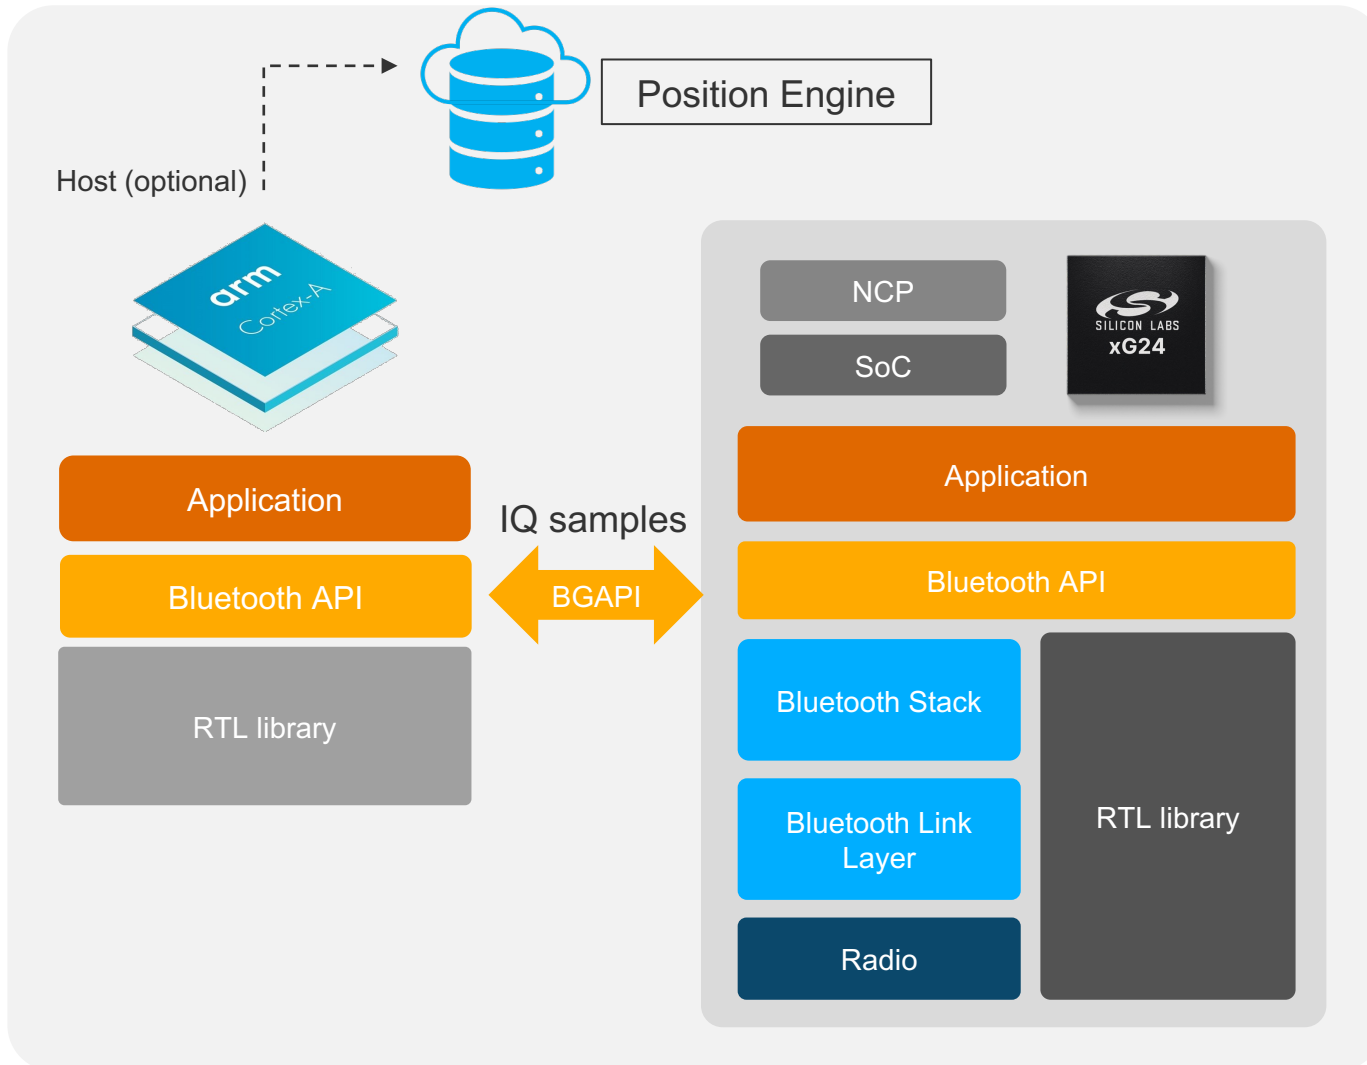 Position Engine
Host (optional)
arm
Cortex-A
Application
Bluetooth API
RTL library
IQ samples
BGAPI
NCP
SoC
SILICON LABS
xG24
Application
Bluetooth API
Bluetooth Stack
Bluetooth Link
Layer
Radio
RTL library